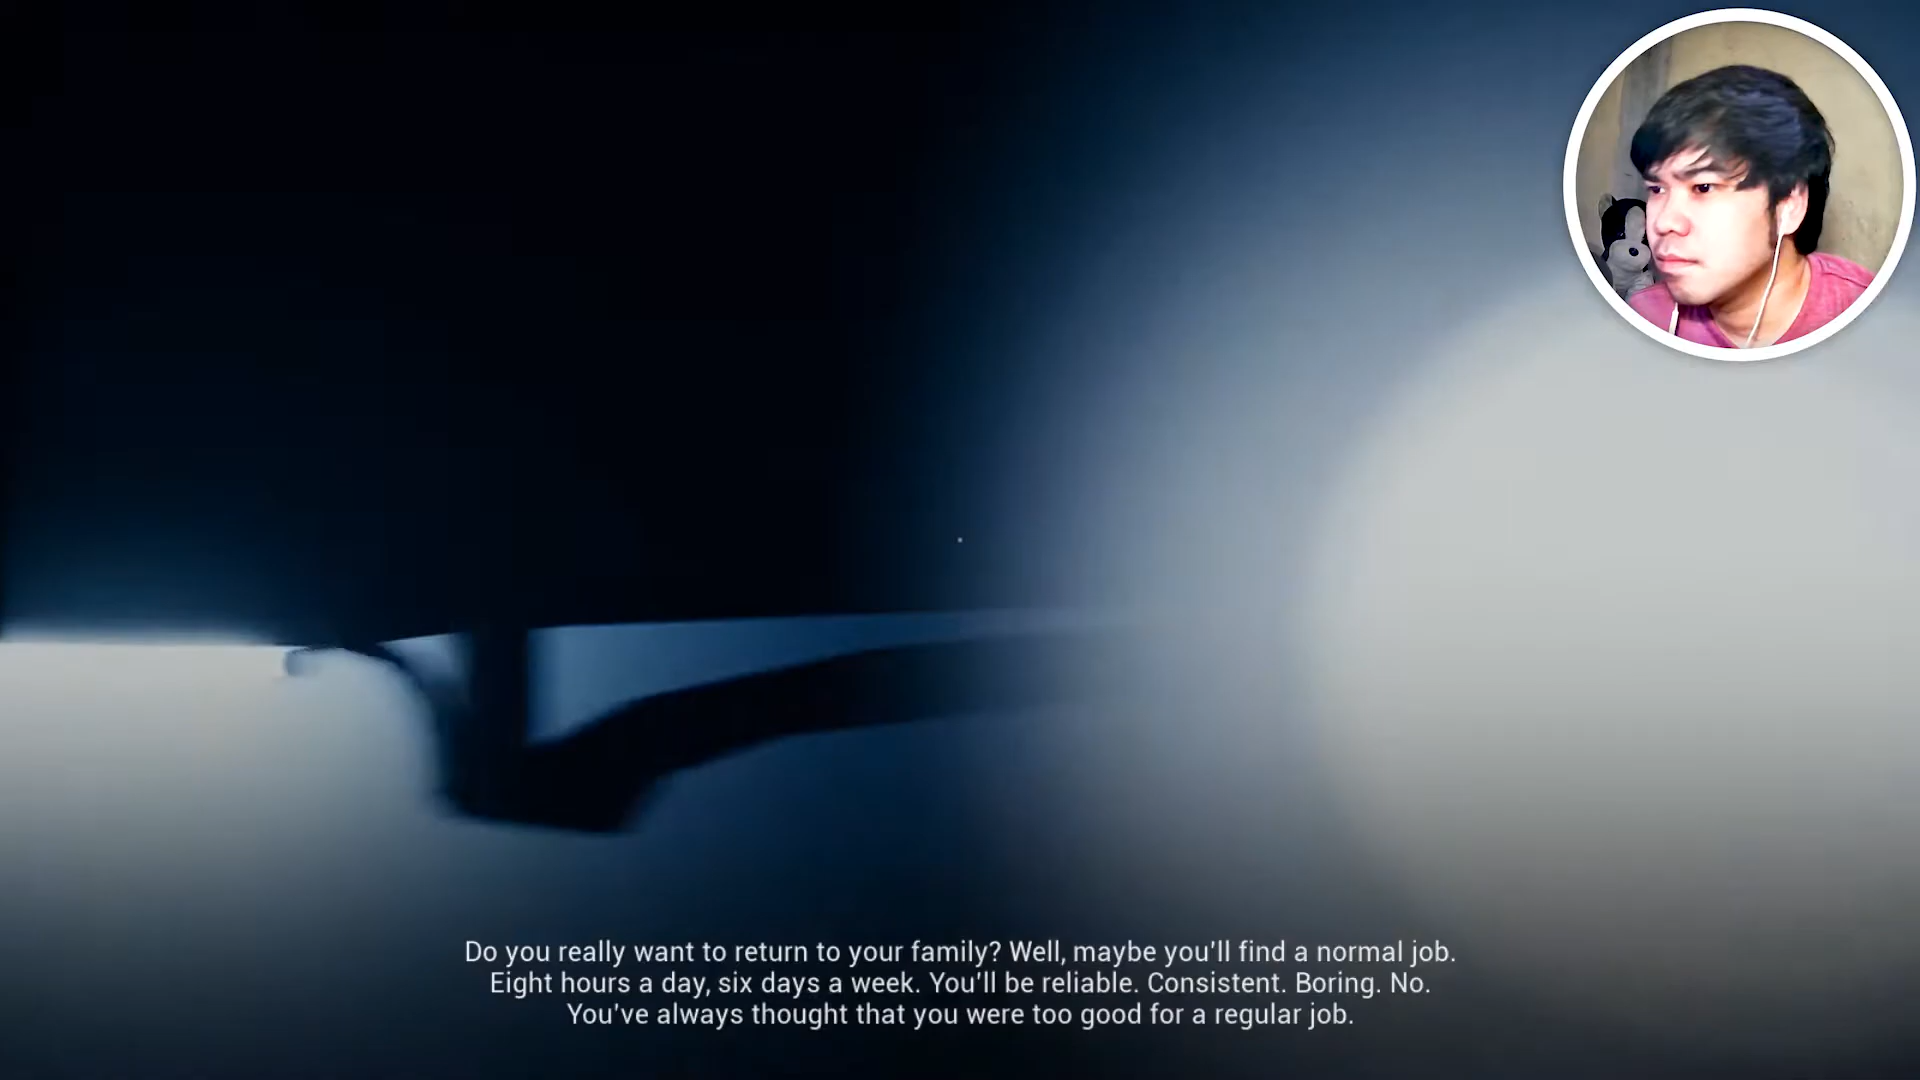 Do you really want to return to your family? Well, maybe you'll find a normal job.
Eight hours a day, six days a week. You'll be reliable. Consistent. Boring. No.
You've always thought that you were too good for a regular job.